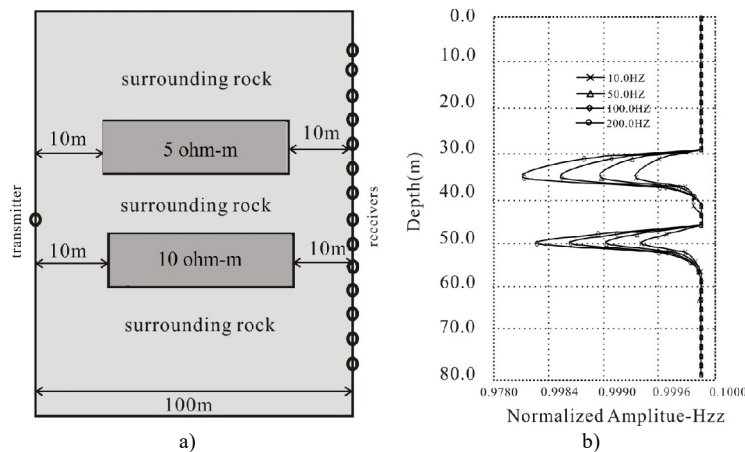 surrounding rock
10m
10m
5 ohm-m
surrounding rock
transmitter
receivers
10m
10m
10 ohm-m
surrounding rock
100m
a)
0.0
10.0
20.0
30.0
40.0
50.0
60.0
70.0
80.0
Depth(m)
10.0HZ
50.0HZ
100.0HZ
200.0HZ
0.9780
0.9984
0.9990
0.9996
0.1000
Normalized Amplitue-Hzz
b)